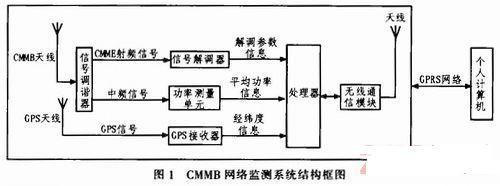 天线
CMMB天线
信号调谐器
CMME射频信号
信号解调器
解调参数
信息
中频信号
功率测量
单元
平均功率
信息
处理器
无线通
信模块
GPRS网络
个人计算机
GPS天线
GPS信号
GPS接收器
经纬度
信息
图 1 CMMB 网络监测系统结构框图